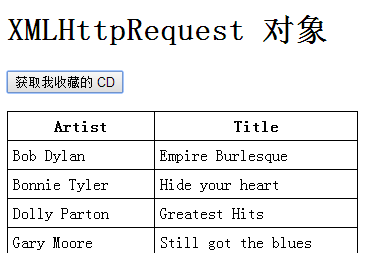 XMLHttpRequest 对象
获取我收藏的 CD
Artist Title
Bob Dylan Empire Burlesque
Bonnie Tyler Hide your heart
Dolly Parton Greatest Hits
Gary Moore Still got the blues